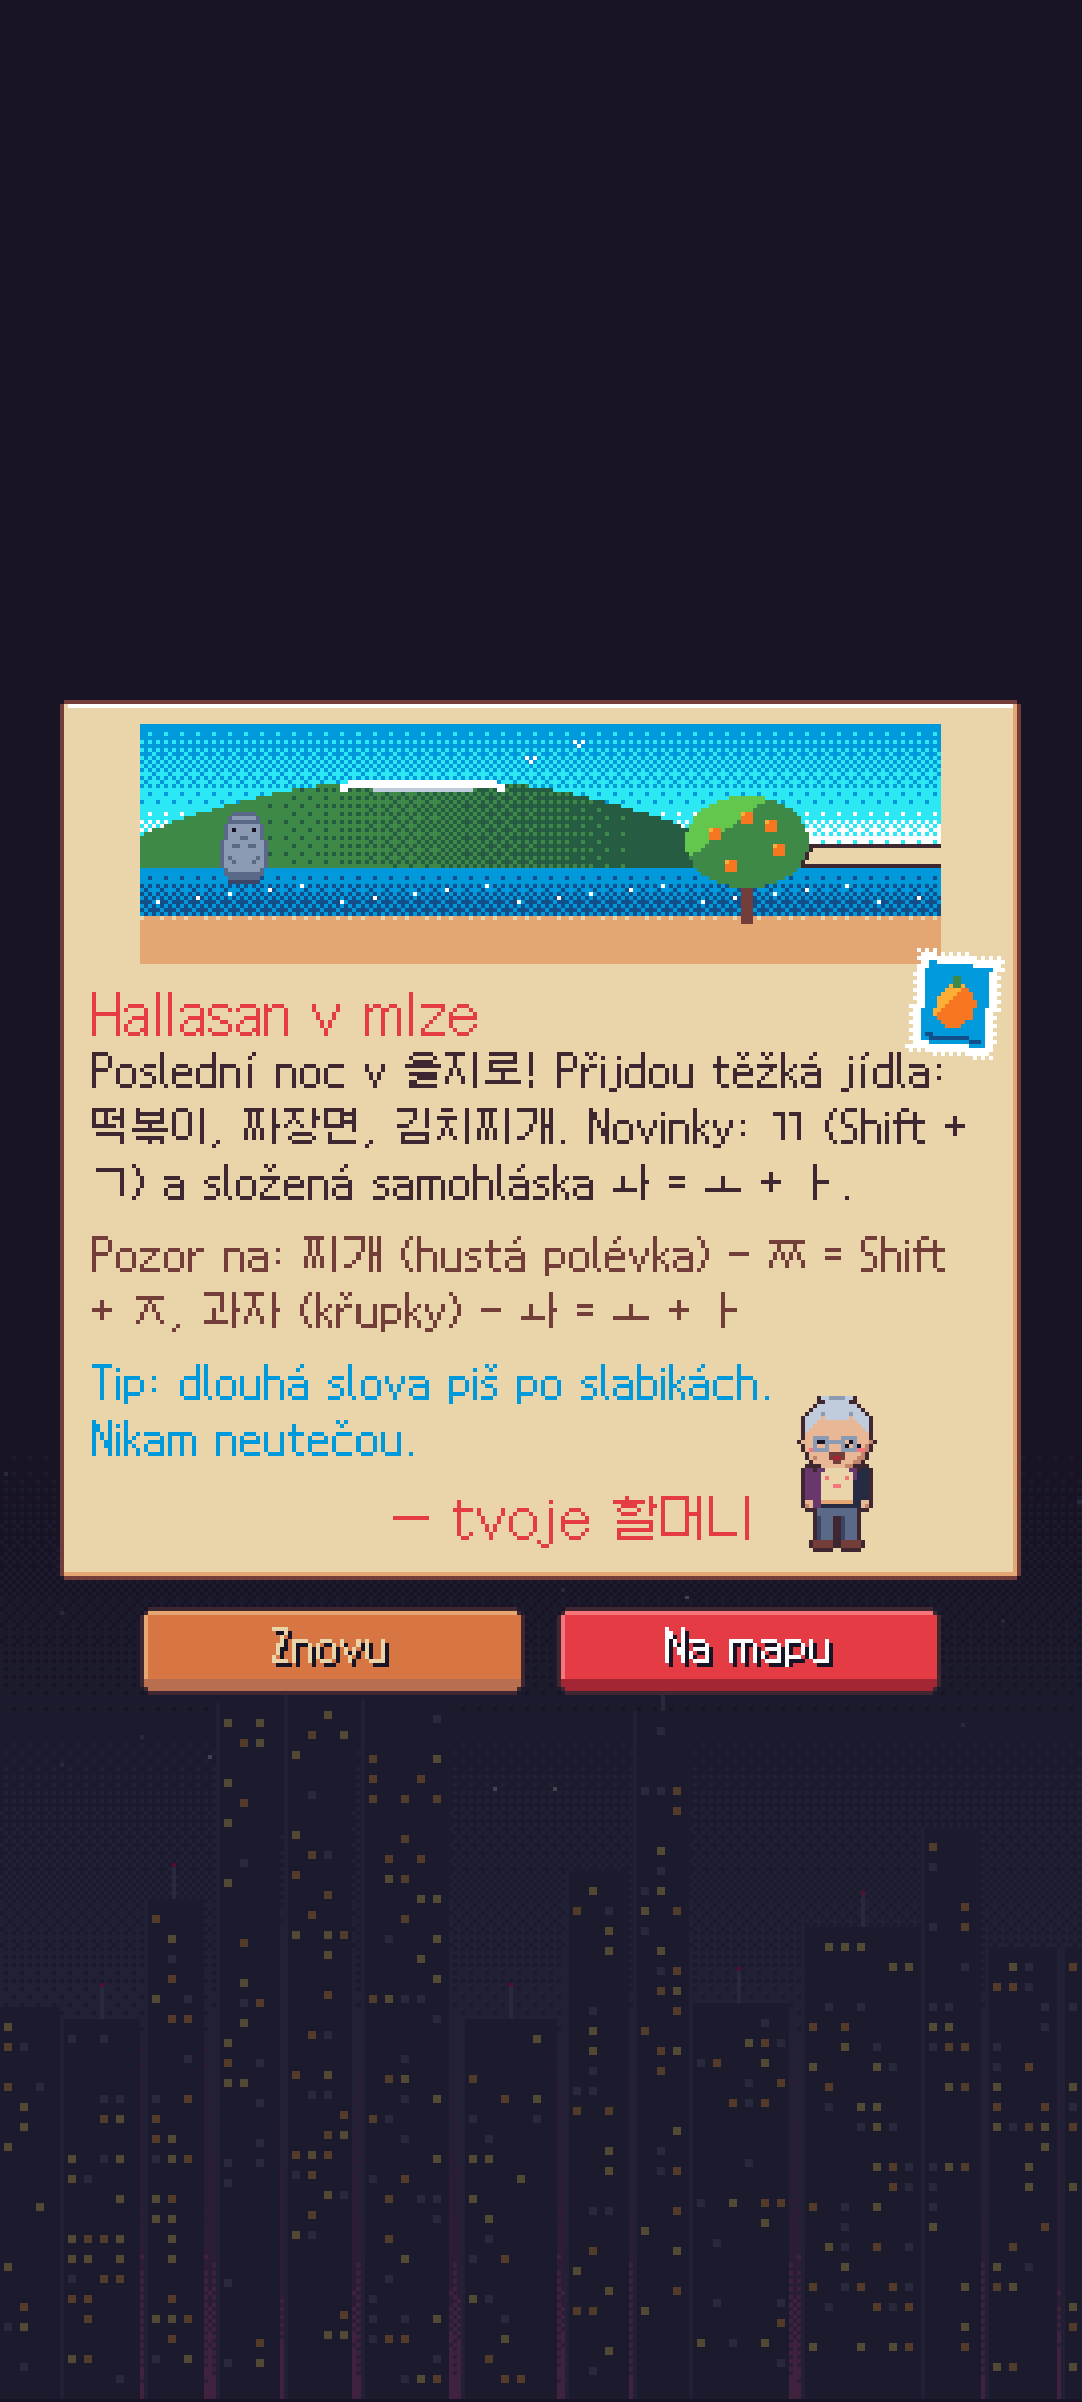 Hallasan v mlze
Poslední noc v 을지로! Přijdou těžká jídla:
떡볶이, 짜장면, 김치찌개. Novinky: ㄲ (Shift +
ㄱ) a složená samohláska ㅘ = ㅗ + ㅏ.
Pozor na: 찌개 (hustá polévka) – ㅉ = Shift
+ ㅈ, 과자 (křupky) – ㅘ = ㅗ + ㅏ
Tip: dlouhá slova piš po slabikách.
Nikam neutečou.
– tvoje 할머니
Znovu
Na mapu